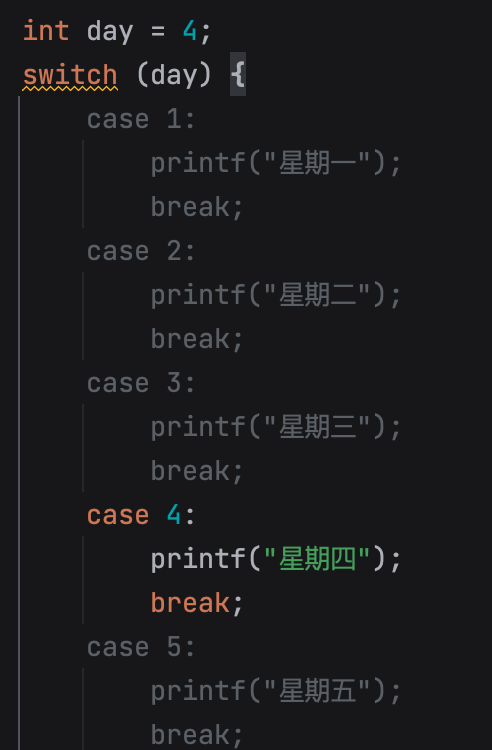 int day = 4;
switch (day) {
    case 1:
        printf("星期一");
        break;
    case 2:
        printf("星期二");
        break;
    case 3:
        printf("星期三");
        break;
    case 4:
        printf("星期四");
        break;
    case 5:
        printf("星期五");
        break;